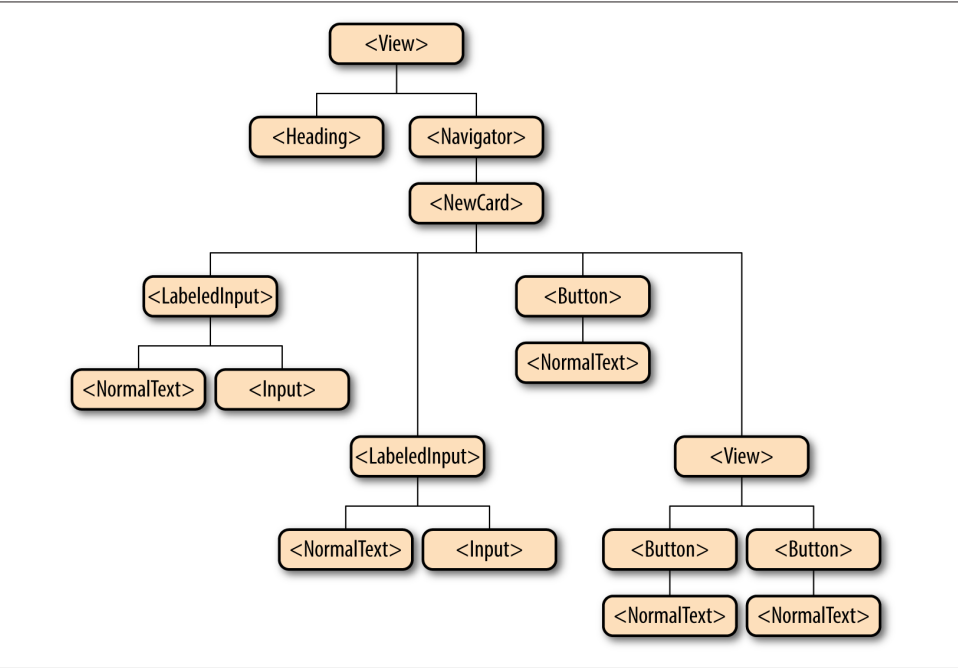 <View>
<Heading>
<Navigator>
<NewCard>
<LabeledInput>
<Button>
<NormalText>
<Input>
<NormalText>
<LabeledInput>
<View>
<NormalText>
<Input>
<Button>
<Button>
<NormalText>
<NormalText>